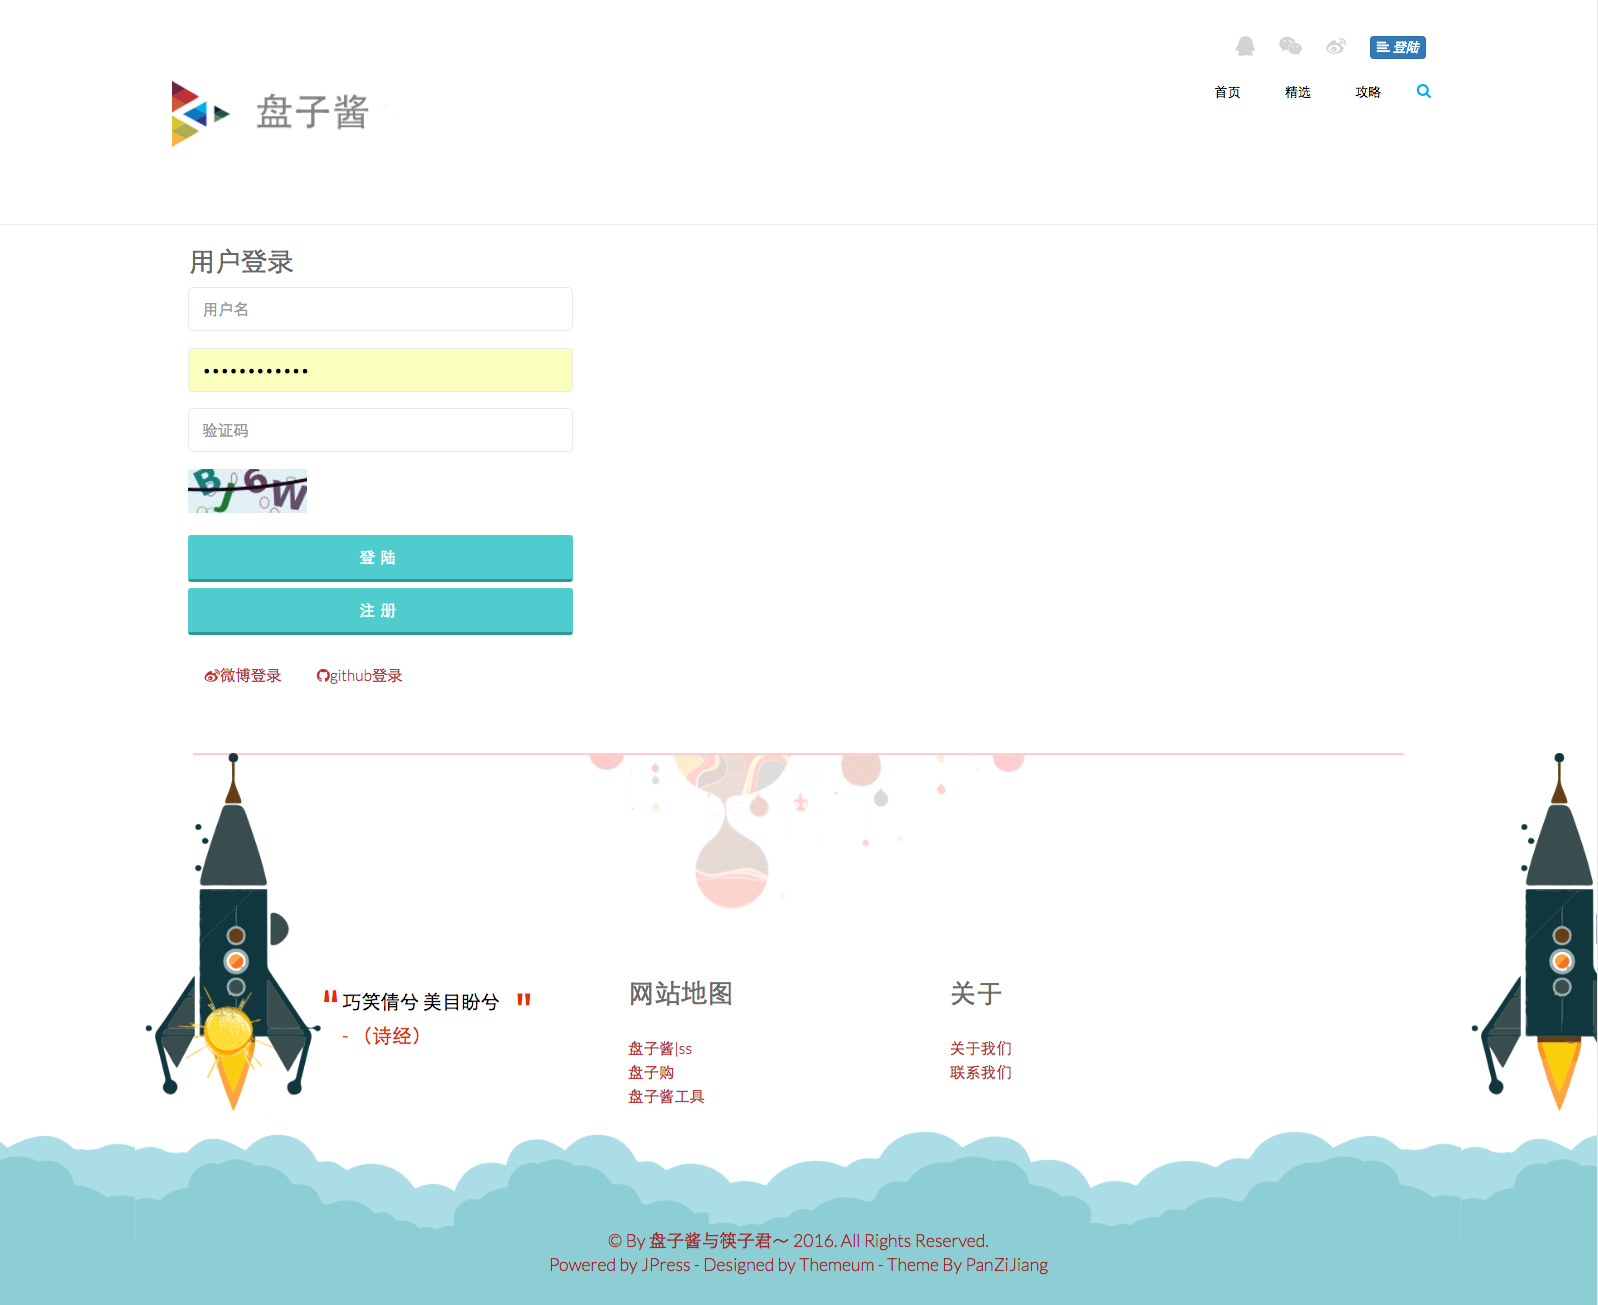 登陆
盘子酱
首页 精选 攻略
用户登录
用户名
••••••••••••
验证码
BJ6W
登 陆
注 册
微博登录 github登录
" 巧笑倩兮 美目盼兮 "
- （诗经）
网站地图
盘子酱|ss
盘子购
盘子酱工具
关于
关于我们
联系我们
© By 盘子酱与筷子君～ 2016. All Rights Reserved.
Powered by JPress - Designed by Themeum - Theme By PanZiJiang